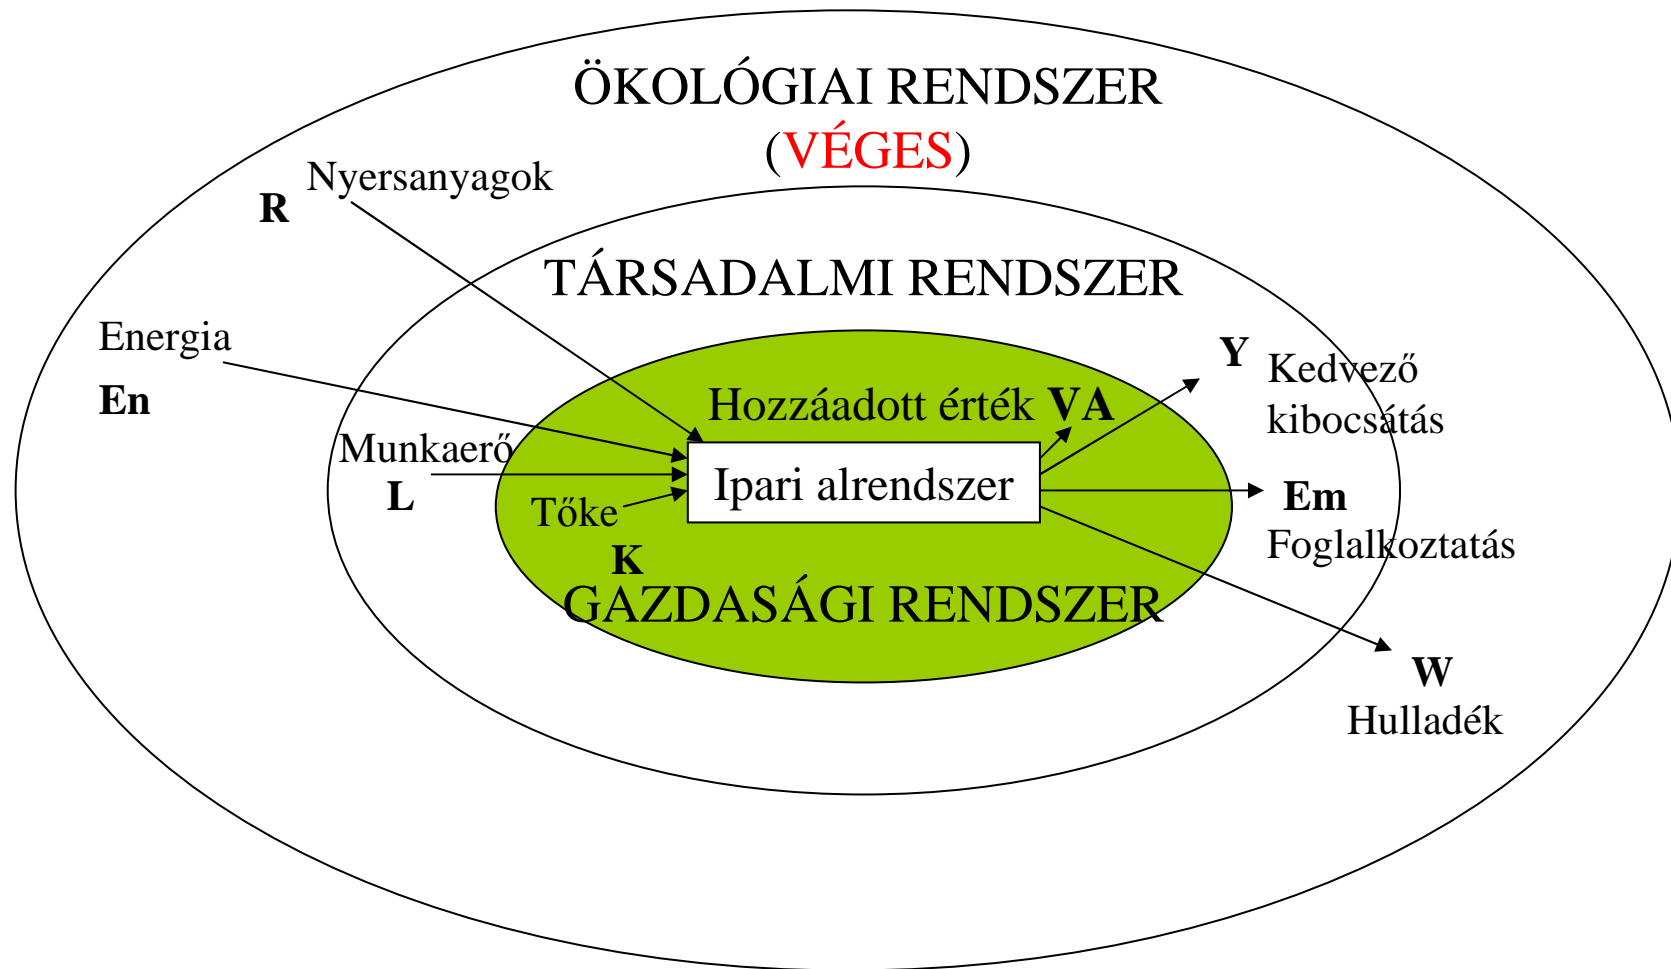 ÖKOLÓGIAI RENDSZER
(VÉGES)
Nyersanyagok
R
TÁRSADALMI RENDSZER
Energia
En
Y
Kedvező
kibocsátás
Hozzáadott érték VA
Munkaerő
L
Ipari alrendszer
Tőke
K
Em
Foglalkoztatás
GAZDASÁGI RENDSZER
W
Hulladék